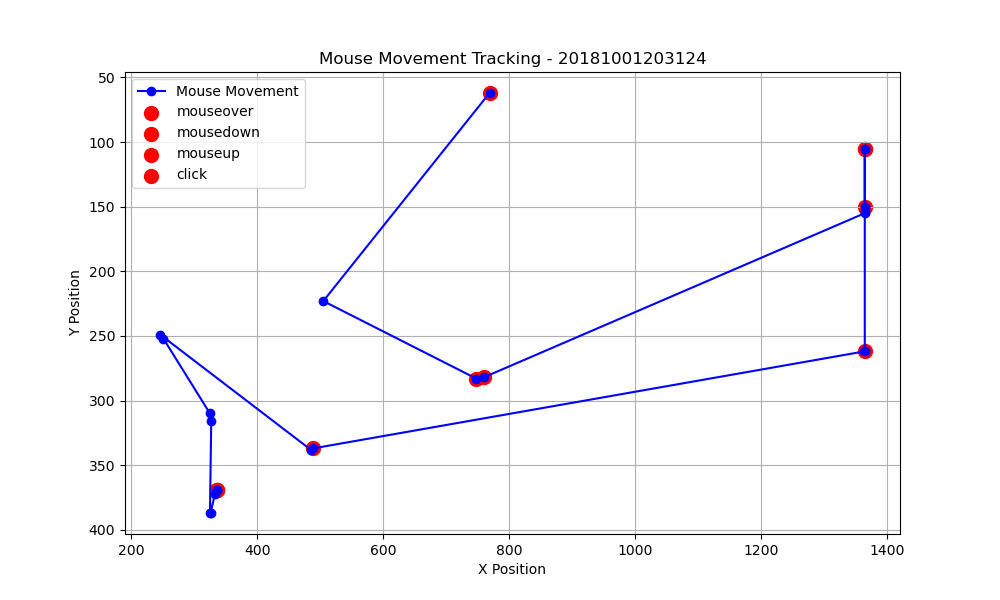 Mouse Movement Tracking - 20181001203124
Mouse Movement
mouseover
mousedown
mouseup
click
Y Position
50
100
150
200
250
300
350
400
200 400 600 800 1000 1200 1400
X Position